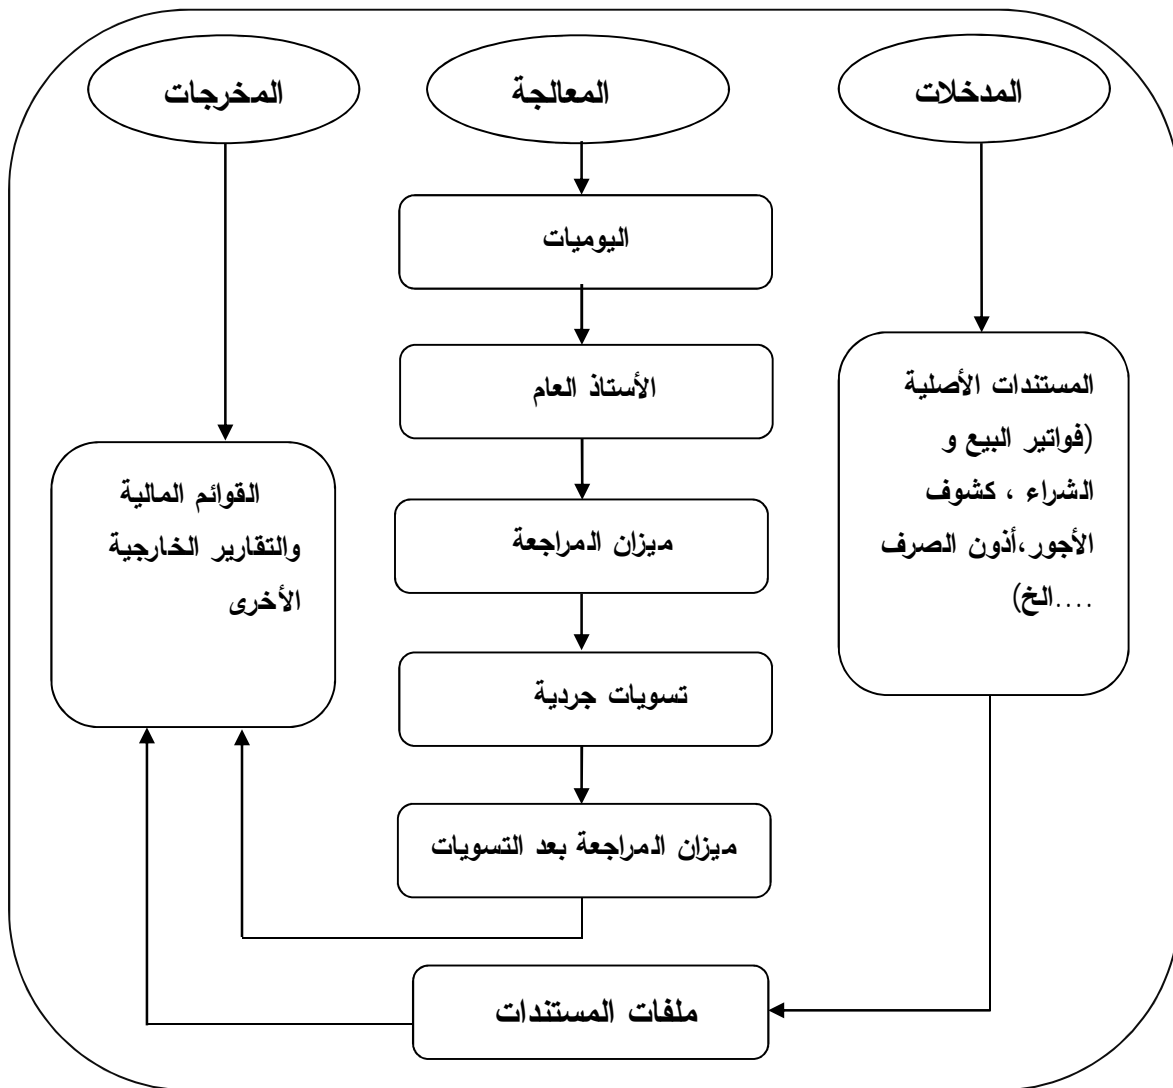 المدخلات
المعالجة
المخرجات
اليوميات
الأستاذ العام
ميزان المراجعة
تسويات جردية
ميزان المراجعة بعد التسويات
ملفات المستندات
المستندات الأصلية
(فواتير البيع و
الشراء ، كشوف
الأجور،أذون الصرف
....الخ)
القوائم المالية
والتقارير الخارجية
الأخرى